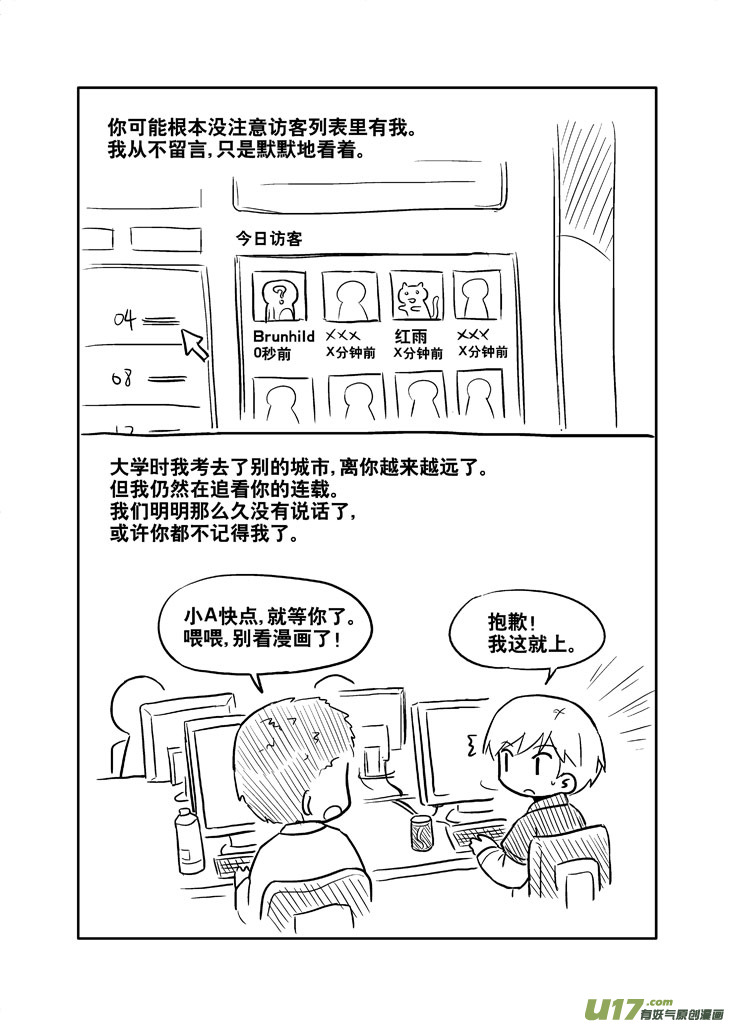 你可能根本没注意访客列表里有我。
我从不留言,只是默默地看着。
今日访客
04
Brunhild ××× 红雨 ×××
0秒前 X分钟前 X分钟前 X分钟前
08
大学时我考去了别的城市,离你越来越远了。
但我仍然在追看你的连载。
我们明明那么久没有说话了,
或许你都不记得我了。
小A快点,就等你了。
喂喂,别看漫画了!
抱歉!
我这就上。
U17.com
有妖气原创漫画